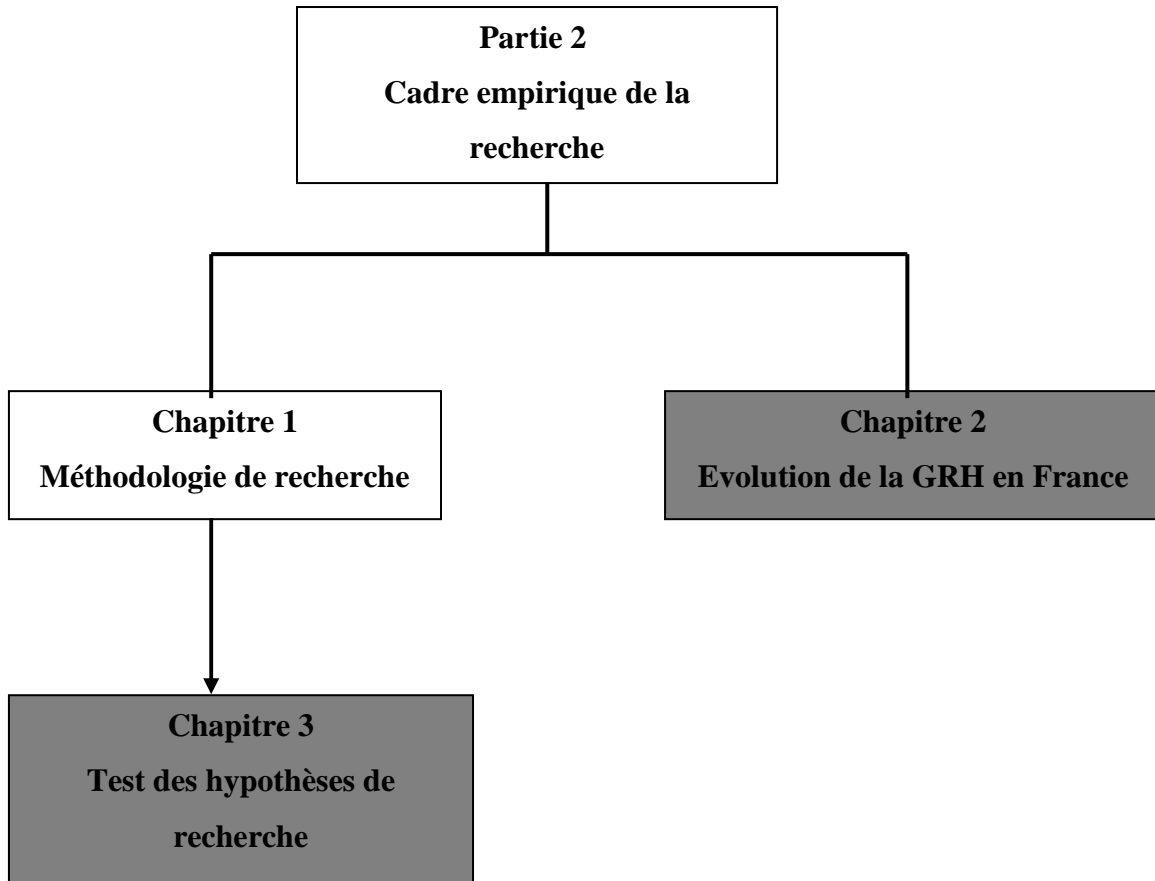 Partie 2
Cadre empirique de la
recherche
Chapitre 1
Méthodologie de recherche
Chapitre 2
Evolution de la GRH en France
Chapitre 3
Test des hypothèses de
recherche